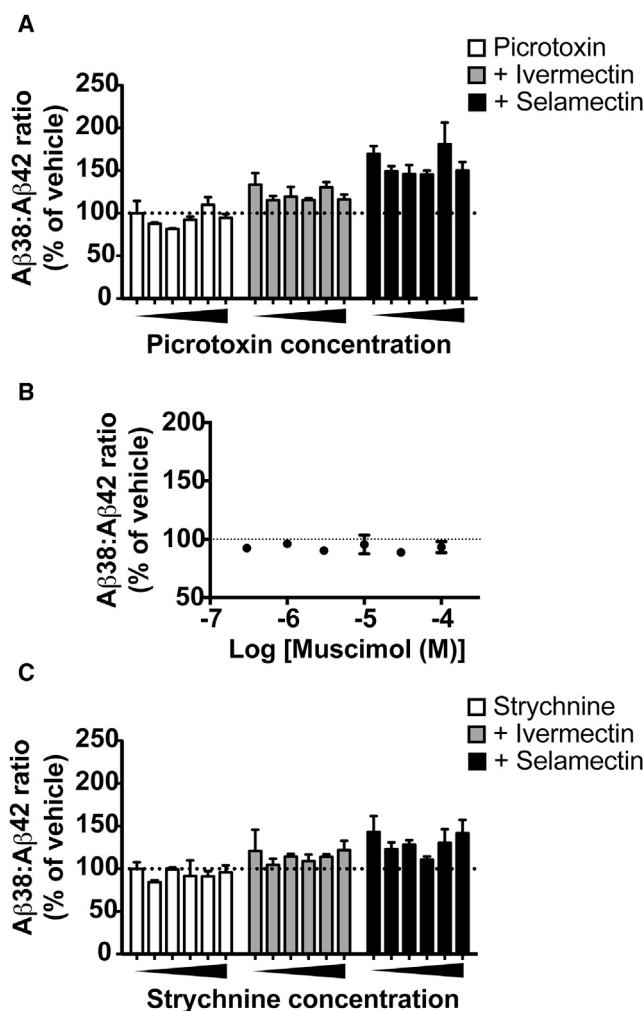 A
Picrotoxin
+ Ivermectin
+ Selamectin
Aβ38:Aβ42 ratio
(% of vehicle)
250
200
150
100
50
0
Picrotoxin concentration
B
Aβ38:Aβ42 ratio
(% of vehicle)
200
150
100
50
-7 -6 -5 -4
Log [Muscimol (M)]
C
Strychnine
+ Ivermectin
+ Selamectin
Aβ38:Aβ42 ratio
(% of vehicle)
250
200
150
100
50
0
Strychnine concentration